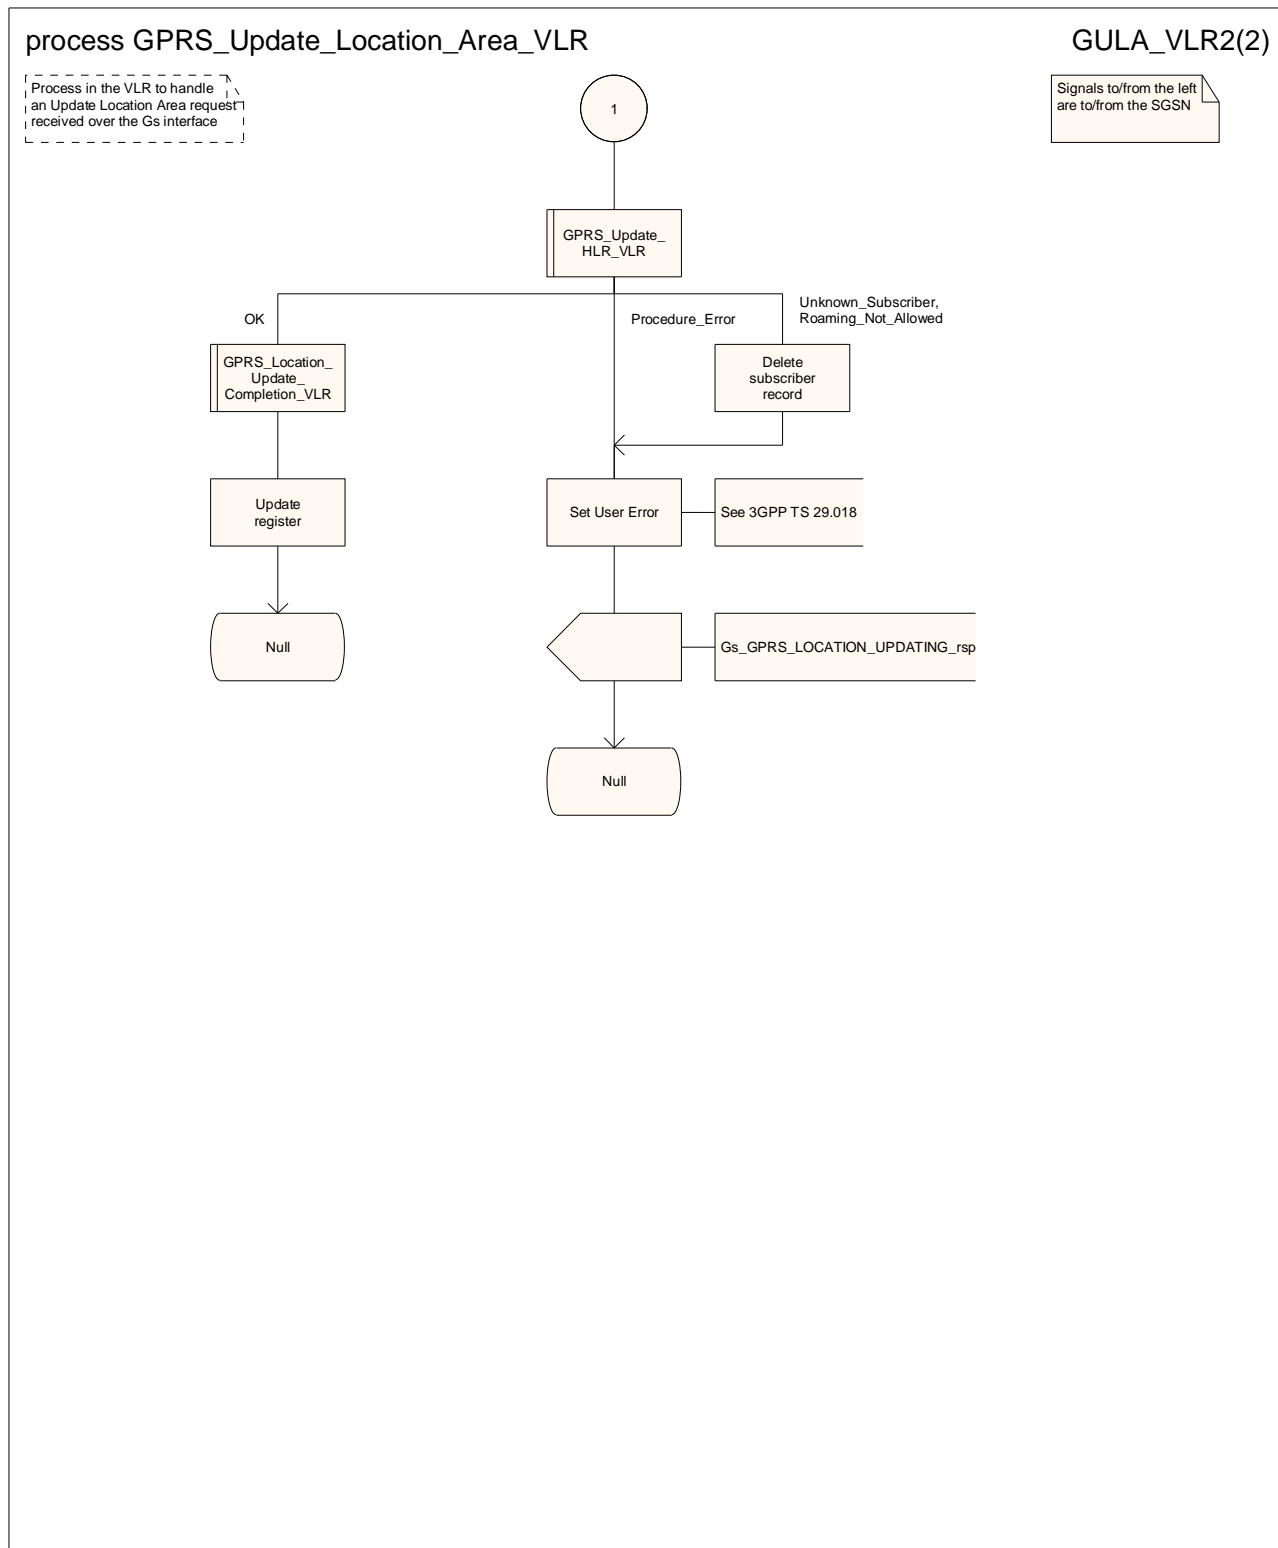 process GPRS_Update_Location_Area_VLR
GULA_VLR2(2)
Process in the VLR to handle
an Update Location Area request
received over the Gs interface
1
Signals to/from the left
are to/from the SGSN
GPRS_Update_
HLR_VLR
OK
Procedure_Error
Unknown_Subscriber,
Roaming_Not_Allowed
GPRS_Location_
Update_
Completion_VLR
Delete
subscriber
record
Update
register
Set User Error
See 3GPP TS 29.018
Null
Gs_GPRS_LOCATION_UPDATING_rsp
Null